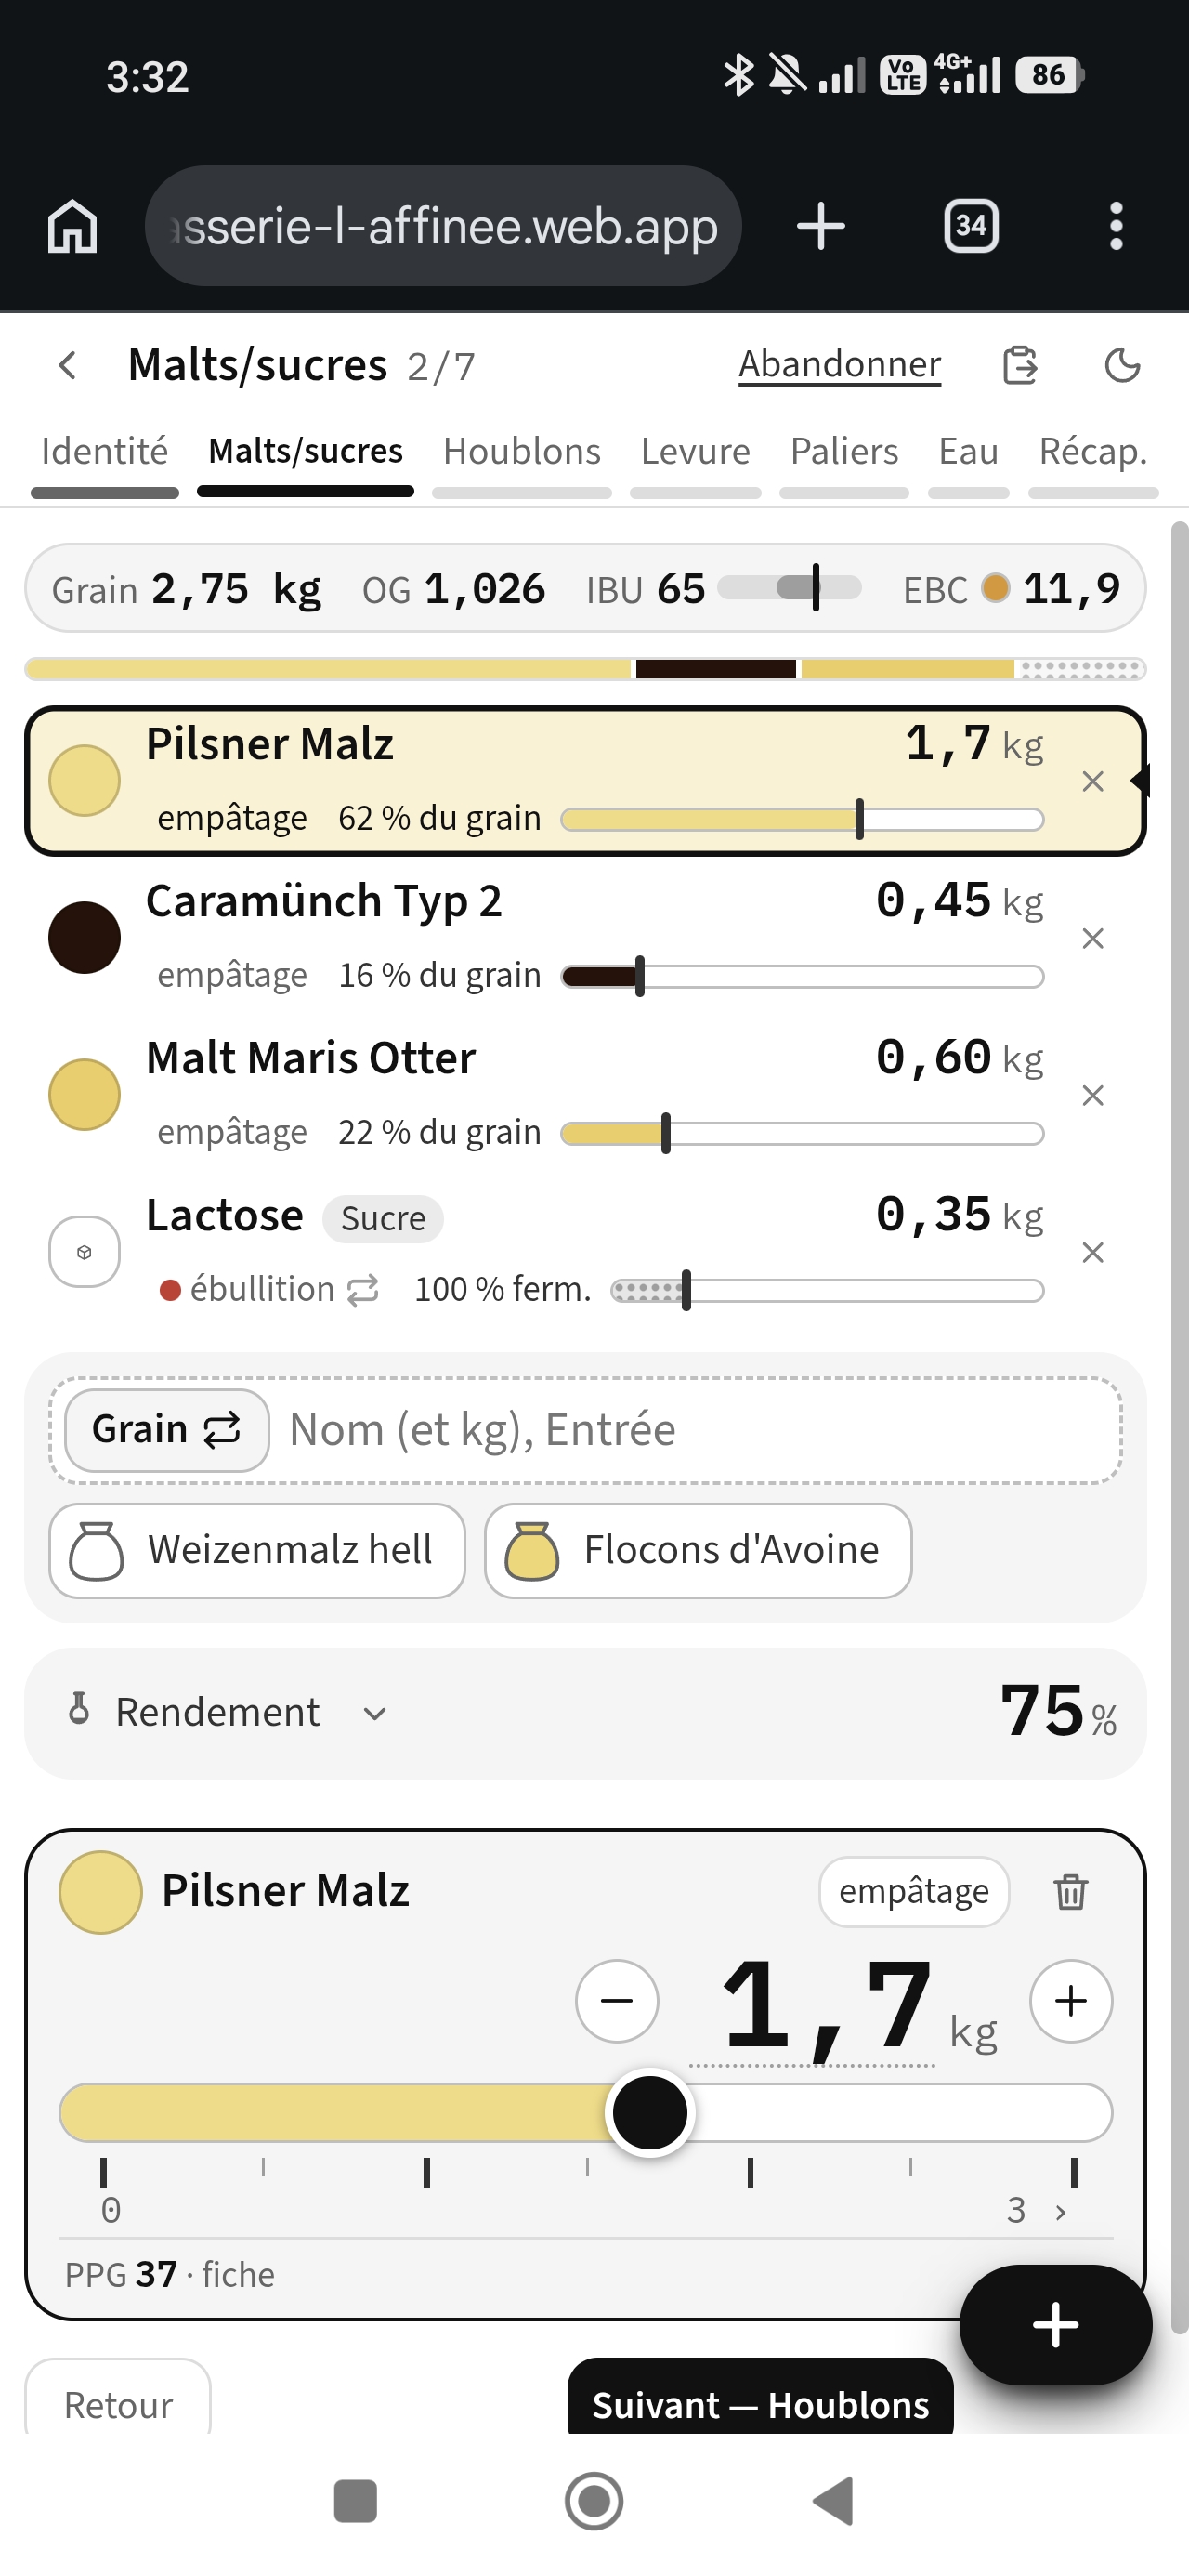 3:32
Vo LTE 4G+ 86
asserie-l-affinee.web.app
34
Malts/sucres 2/7 Abandonner
Identité Malts/sucres Houblons Levure Paliers Eau Récap.
Grain 2,75 kg OG 1,026 IBU 65 EBC 11,9
Pilsner Malz 1,7 kg
empâtage 62 % du grain
Caramünch Typ 2 0,45 kg
empâtage 16 % du grain
Malt Maris Otter 0,60 kg
empâtage 22 % du grain
Lactose Sucre 0,35 kg
ébullition 100 % ferm.
Grain Nom (et kg), Entrée
Weizenmalz hell Flocons d'Avoine
Rendement 75 %
Pilsner Malz empâtage
1,7 kg
0 3 ›
PPG 37 · fiche
Retour Suivant — Houblons